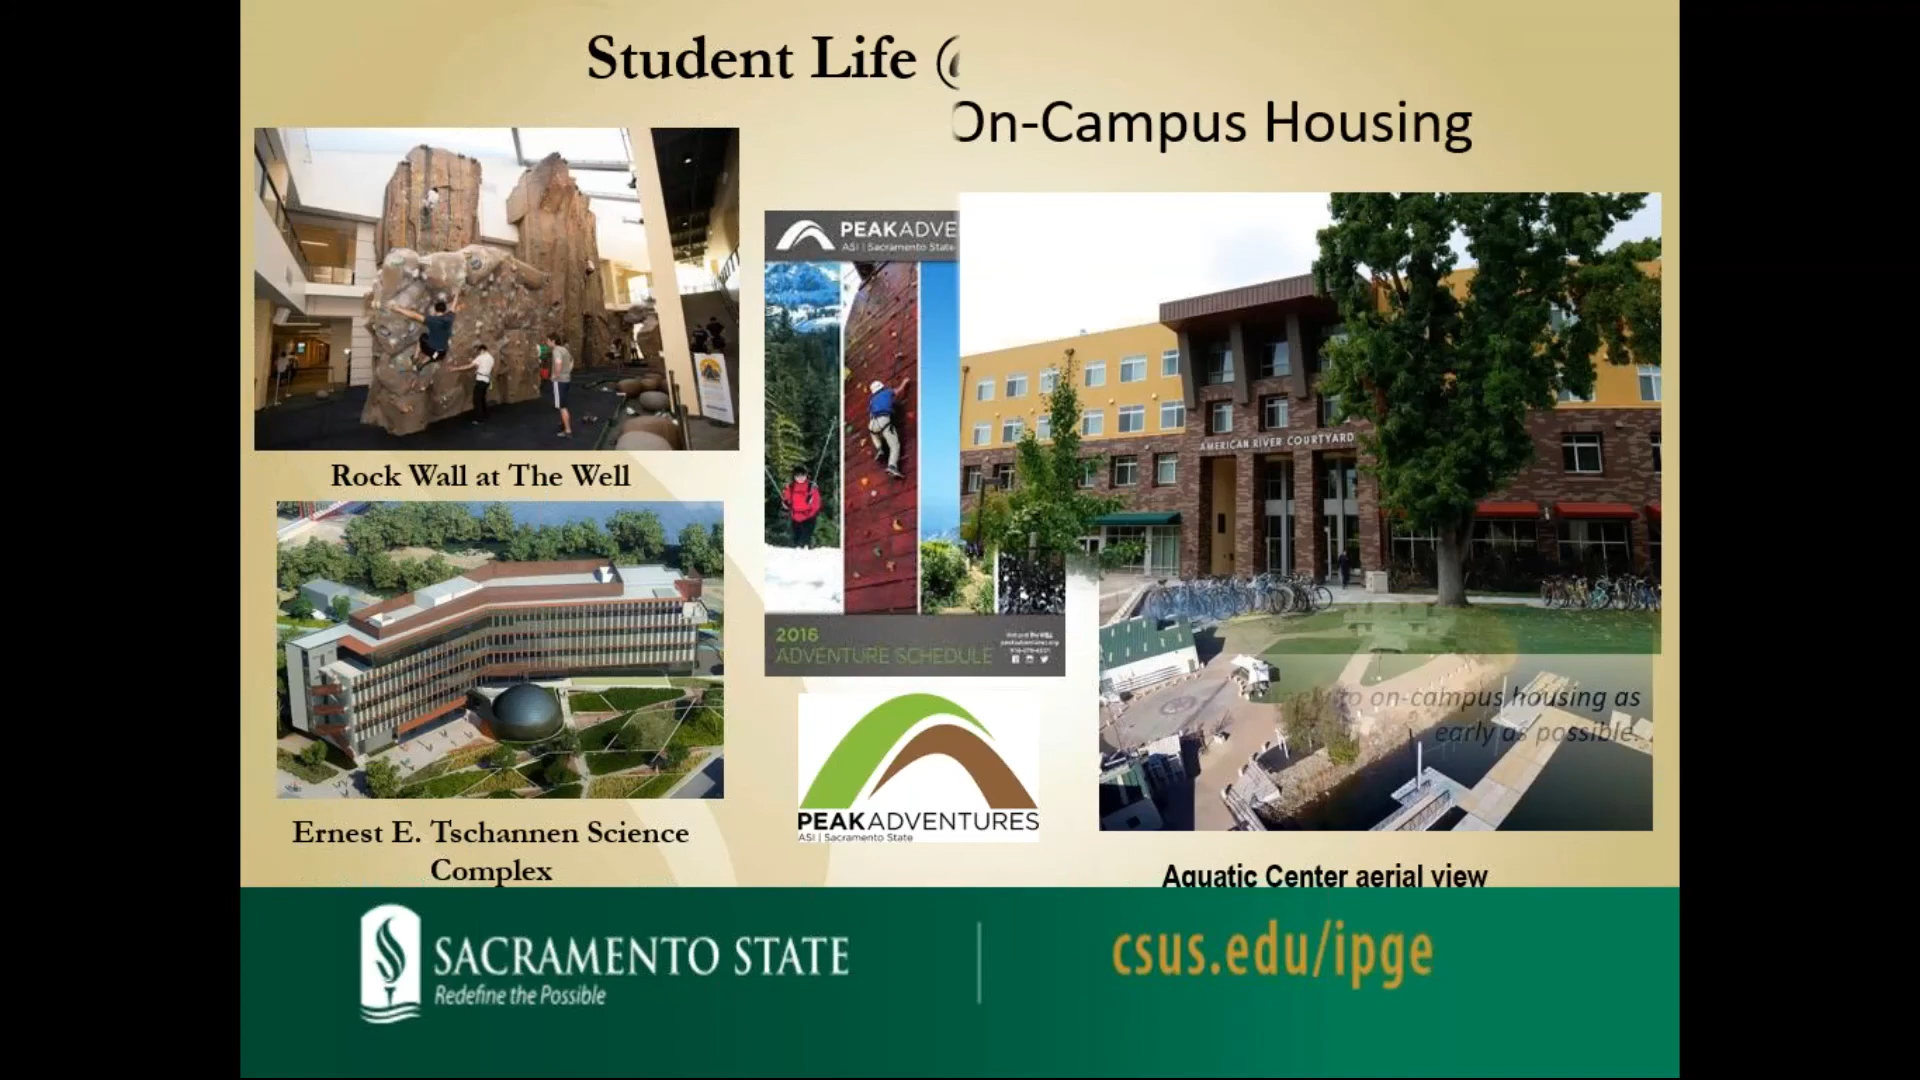 Student Life @
On-Campus Housing
PEAKADVE
ASI | Sacramento State
AMERICAN RIVER COURTYARD
Rock Wall at The Well
2016
ADVENTURE SCHEDULE
to on-campus housing as
early as possible.
PEAKADVENTURES
ASI | Sacramento State
Ernest E. Tschannen Science
Complex
Aquatic Center aerial view
SACRAMENTO STATE
Redefine the Possible
csus.edu/ipge